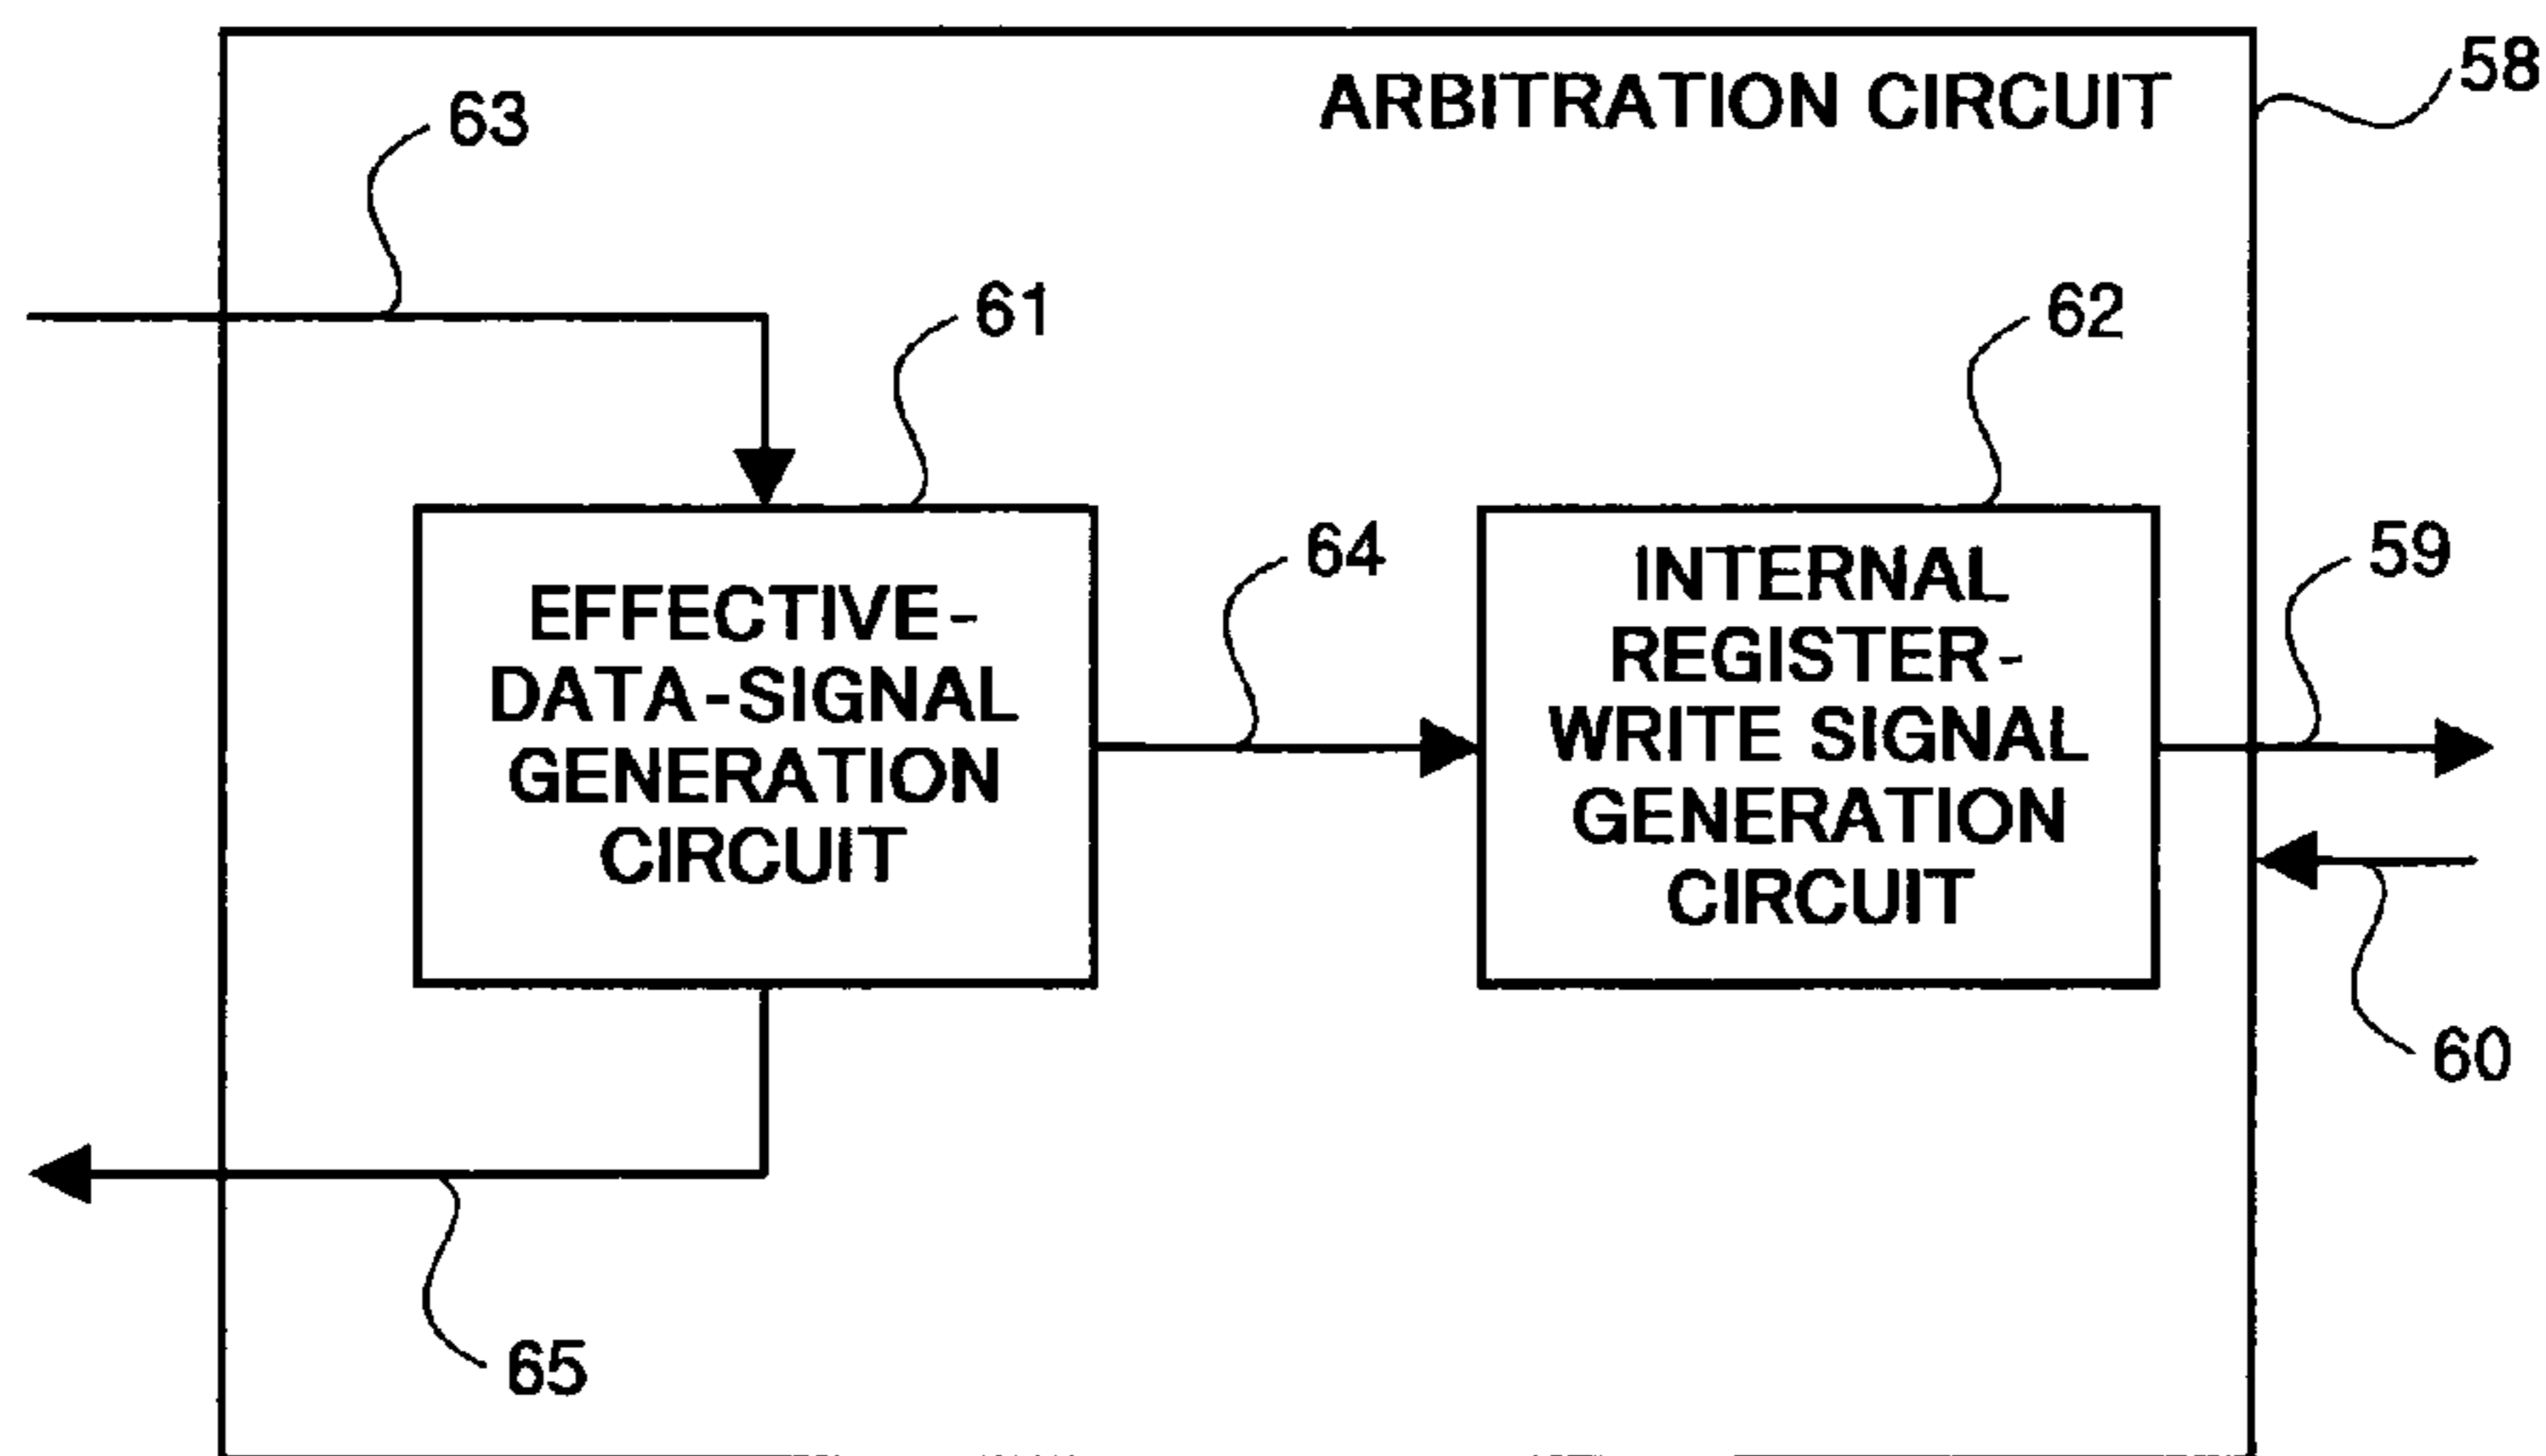 ARBITRATION CIRCUIT
58
63
61
62
EFFECTIVE-
DATA-SIGNAL
GENERATION
CIRCUIT
64
INTERNAL
REGISTER-
WRITE SIGNAL
GENERATION
CIRCUIT
59
60
65